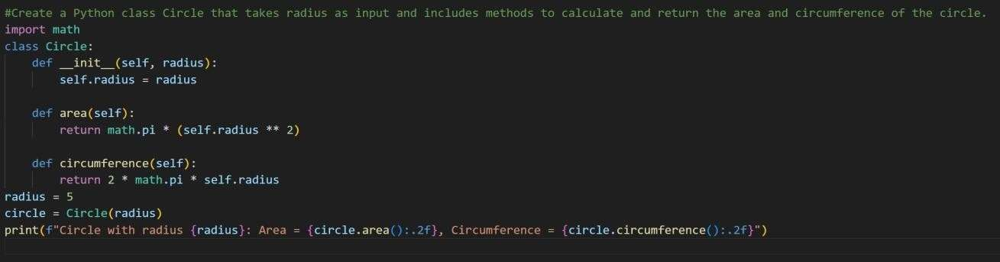 #Create a Python class Circle that takes radius as input and includes methods to calculate and return the area and circumference of the circle.
import math
class Circle:
    def __init__(self, radius):
        self.radius = radius

    def area(self):
        return math.pi * (self.radius ** 2)

    def circumference(self):
        return 2 * math.pi * self.radius
radius = 5
circle = Circle(radius)
print(f"Circle with radius {radius}: Area = {circle.area():.2f}, Circumference = {circle.circumference():.2f}")